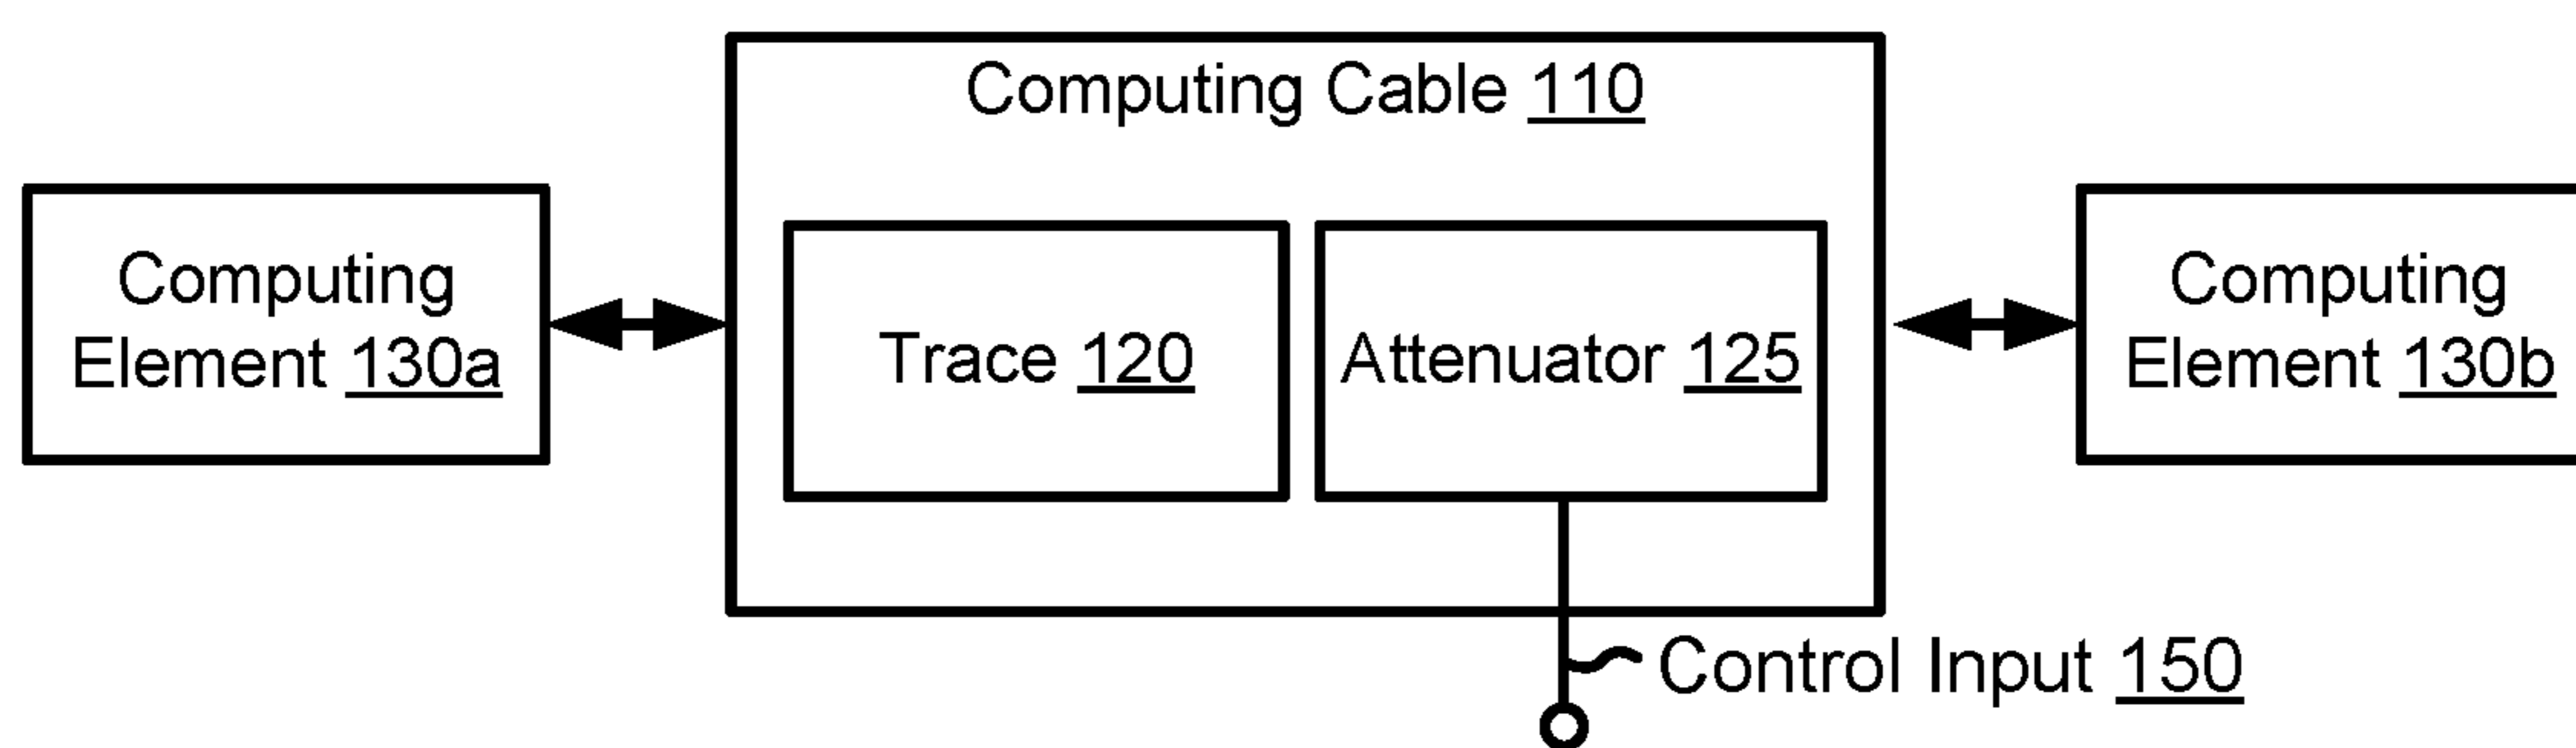 Computing Cable 110
Computing
Element 130a
Trace 120
Attenuator 125
Computing
Element 130b
Control Input 150